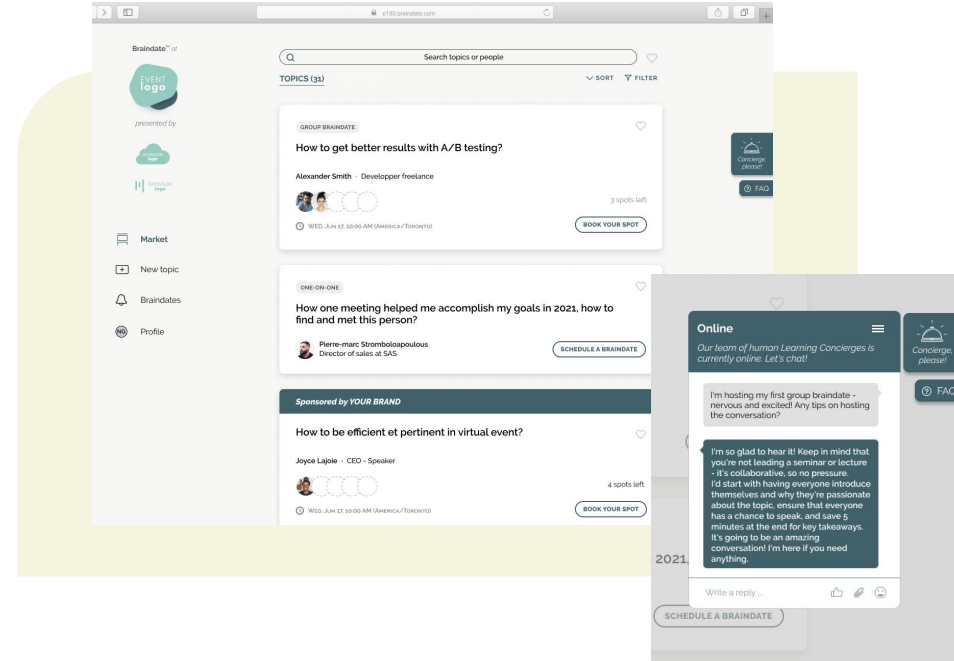 e180.braindate.com
Braindate™ at
EVENT
logo
presented by
SPONSOR
logo
SPONSOR
logo
Market
New topic
Braindates
NG
Profile
Search topics or people
TOPICS (31)
SORT
FILTER
GROUP BRAINDATE
How to get better results with A/B testing?
Alexander Smith · Developper freelance
3 spots left
WED, JUN 17, 10:00 AM (AMERICA/TORONTO)
BOOK YOUR SPOT
ONE-ON-ONE
How one meeting helped me accomplish my goals in 2021, how to
find and met this person?
Pierre-marc Stromboloapoulous
Director of sales at SAS
SCHEDULE A BRAINDATE
Sponsored by YOUR BRAND
How to be efficient et pertinent in virtual event?
Joyce Lajoie · CEO - Speaker
4 spots left
WED, JUN 17, 10:00 AM (AMERICA/TORONTO)
BOOK YOUR SPOT
Concierge,
please!
FAQ
Online
Our team of human Learning Concierges is
currently online. Let's chat!
I'm hosting my first group braindate -
nervous and excited! Any tips on hosting
the conversation?
I'm so glad to hear it! Keep in mind that
you're not leading a seminar or lecture
- it's collaborative, so no pressure.
I'd start with having everyone introduce
themselves and why they're passionate
about the topic, ensure that everyone
has a chance to speak, and save 5
minutes at the end for key takeaways.
It's going to be an amazing
conversation! I'm here if you need
anything.
Write a reply ...
Concierge,
please!
FAQ
2021,
SCHEDULE A BRAINDATE